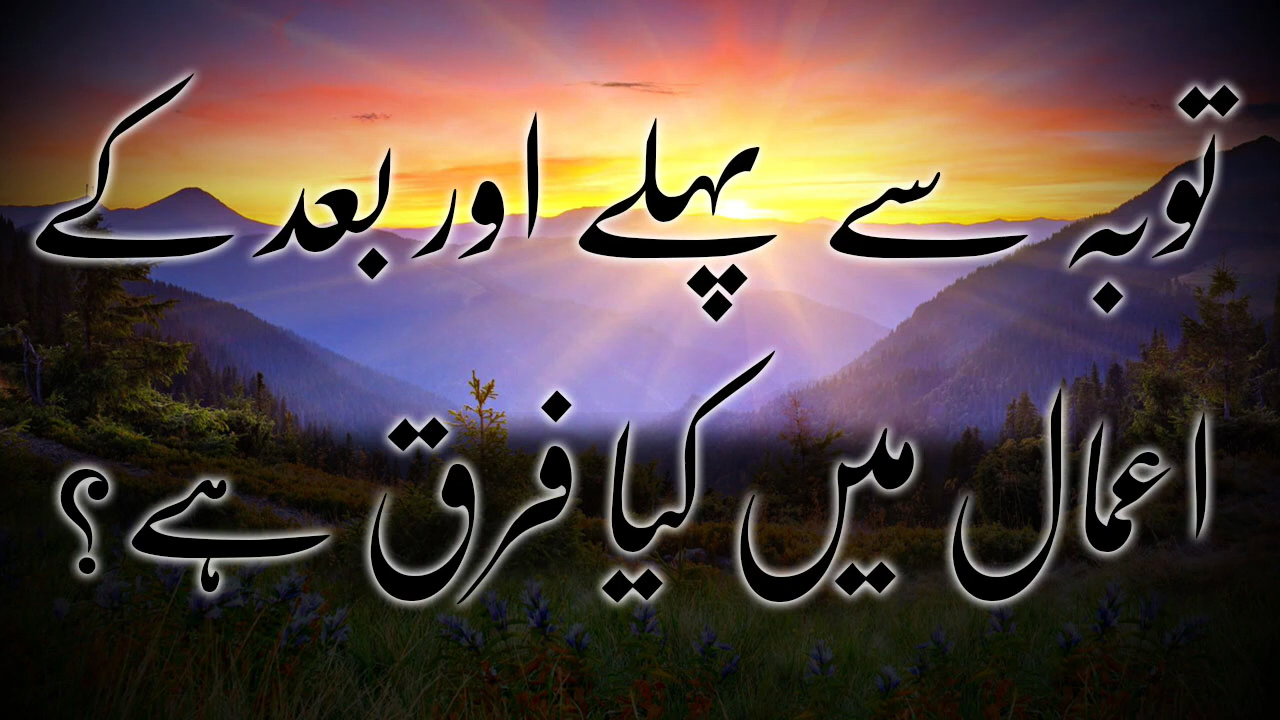 توبہ سے پہلے اور بعد کے
اعمال میں کیا فرق ہے؟